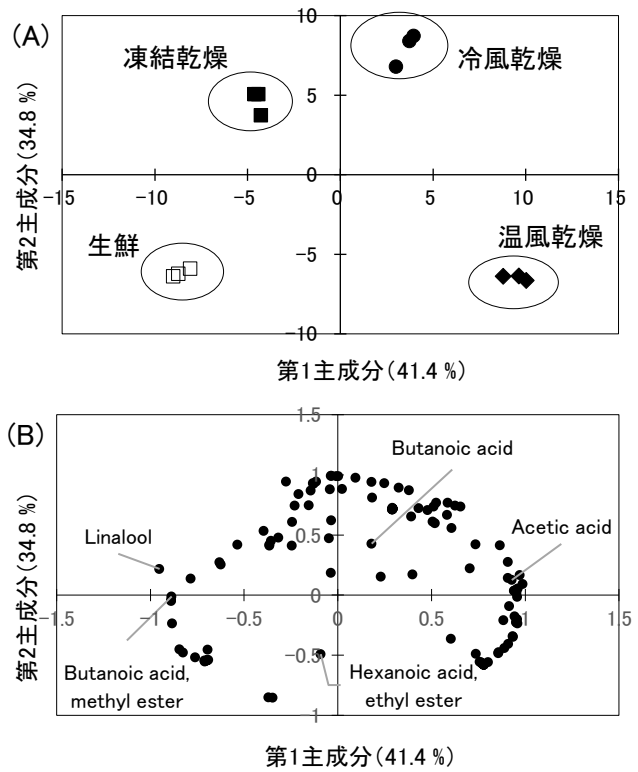 (A)
10
凍結乾燥
冷風乾燥
5
0
-15
-10
-5
0
5
10
15
生鮮
温風乾燥
-5
-10
第2主成分(34.8 %)
第1主成分(41.4 %)
(B)
1.5
Butanoic acid
1
Linalool
Acetic acid
0.5
0
-1.5
-1
-0.5
0
0.5
1
1.5
Butanoic acid,
methyl ester
-0.5
Hexanoic acid,
ethyl ester
1
第2主成分(34.8 %)
第1主成分(41.4 %)